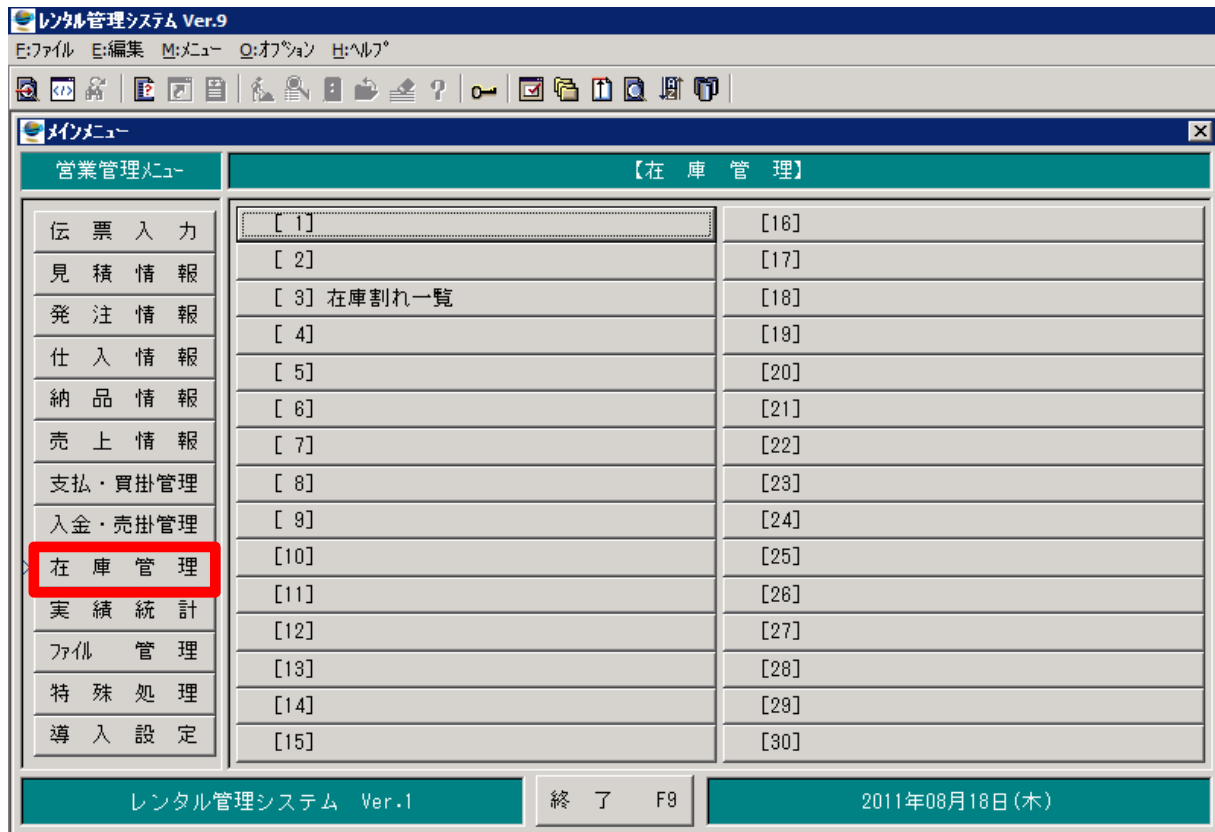 レンタル管理システム Ver.9
F:ファイル E:編集 M:メニュー O:オプション H:ヘルプ
メインメニュー
営業管理メニュー
【在 庫 管 理】
伝 票 入 力
見 積 情 報
発 注 情 報
仕 入 情 報
納 品 情 報
売 上 情 報
支払・買掛管理
入金・売掛管理
在 庫 管 理
実 績 統 計
ファイル 管 理
特 殊 処 理
導 入 設 定
[ 1]
[ 2]
[ 3] 在庫割れ一覧
[ 4]
[ 5]
[ 6]
[ 7]
[ 8]
[ 9]
[10]
[11]
[12]
[13]
[14]
[15]
[16]
[17]
[18]
[19]
[20]
[21]
[22]
[23]
[24]
[25]
[26]
[27]
[28]
[29]
[30]
レンタル管理システム Ver.1
終 了 F9
2011年08月18日(木)